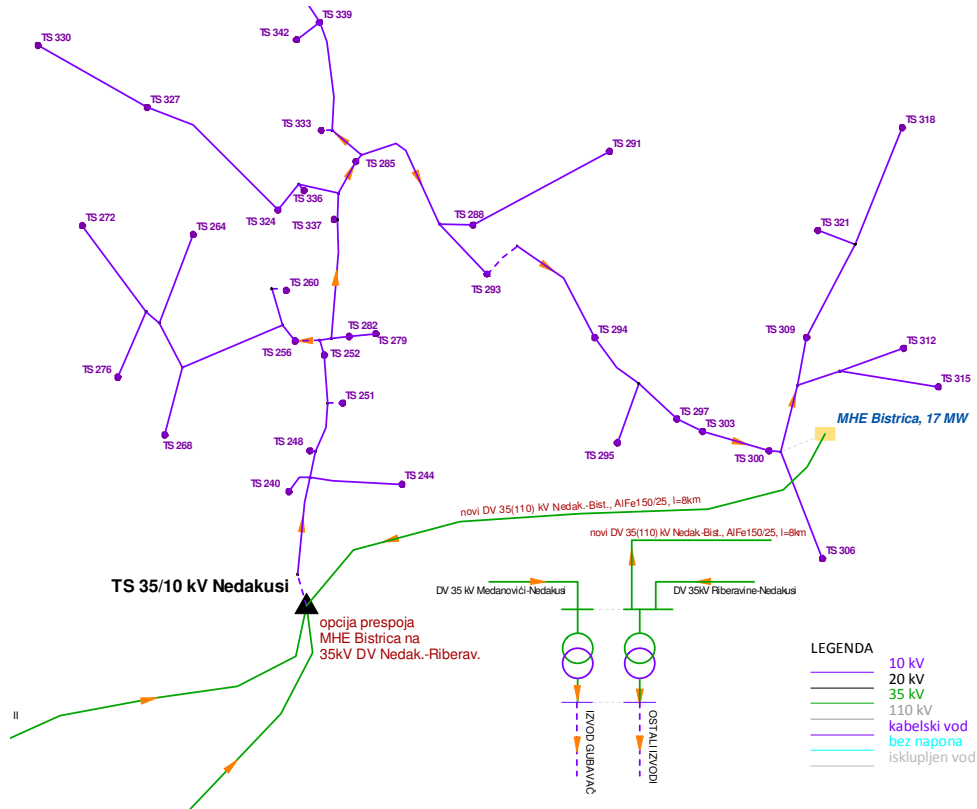 TS 339
TS 342
TS 330
TS 327
TS 333
TS 318
TS 291
TS 285
TS 336
TS 324
TS 337
TS 272
TS 264
TS 288
TS 321
TS 260
TS 293
TS 282
TS 279
TS 256
TS 252
TS 294
TS 309
TS 312
TS 276
TS 315
TS 251
TS 268
TS 248
TS 297
TS 303
TS 295
TS 300
MHE Bistrica, 17 MW
TS 240
TS 244
novi DV 35(110) kV Nedak.-Bist., AlFe150/25, l=8km
novi DV 35(110) kV Nedak.-Bist., AlFe150/25, l=8km
TS 306
TS 35/10 kV Nedakusi
DV 35 kV Medanovići-Nedakusi
DV 35kV Riberavine-Nedakusi
opcija prespoja
MHE Bistrica na
35kV DV Nedak.-Riberav.
II
IZVOD GUBAVAČ
OSTALI IZVODI
LEGENDA
10 kV
20 kV
35 kV
110 kV
kabelski vod
bez napona
isklupljen vod